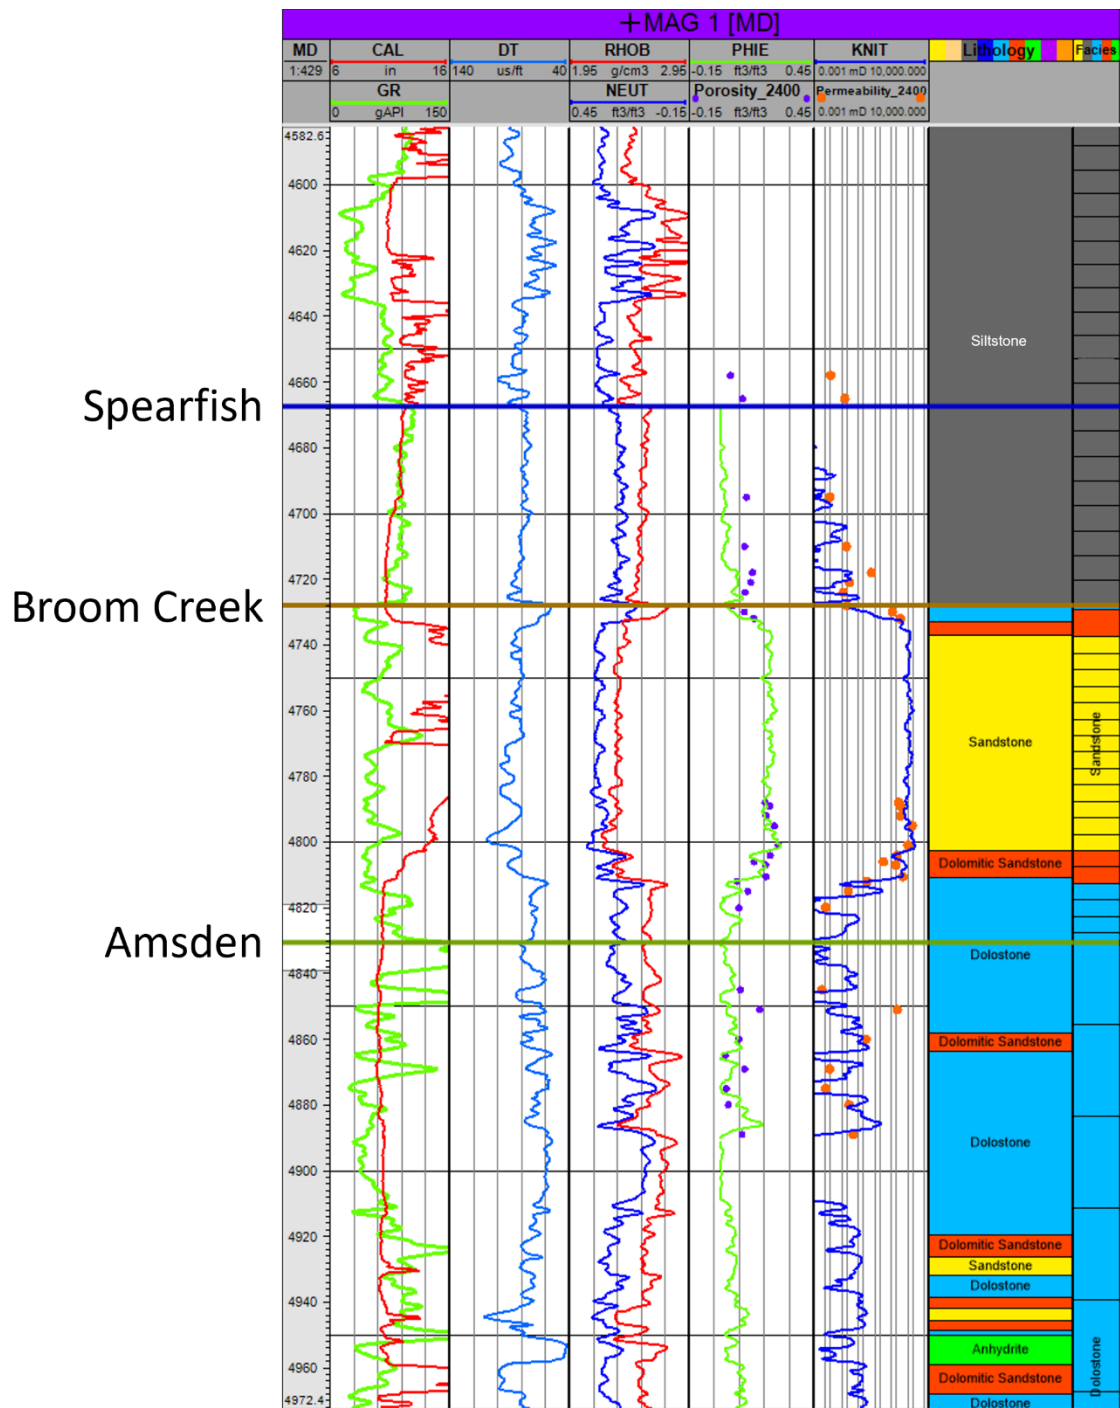 +MAG 1 [MD]
MD CAL DT RHOB PHIE KNIT Lithology Facies
1:429 6 in 16 140 us/ft 40 1.95 g/cm3 2.95 -0.15 ft3/ft3 0.45 0.001 mD 10,000.000
GR NEUT Porosity_2400 Permeability_2400
0 gAPI 150 0.45 ft3/ft3 -0.15 -0.15 ft3/ft3 0.45 0.001 mD 10,000.000
4582.6
4600
4620
4640
Siltstone
4660
Spearfish
4680
4700
4720
Broom Creek
4740
4760
Sandstone
Sandstone
4780
4800
Dolomitic Sandstone
4820
Amsden
Dolostone
4840
4860
Dolomitic Sandstone
4880
Dolostone
4900
4920
Dolomitic Sandstone
Sandstone
Dolostone
4940
Anhydrite
4960
Dolomitic Sandstone
Dolostone
4972.4
Dolostone